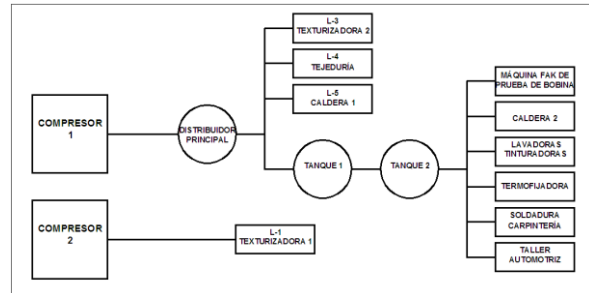 L-3
TEXTURIZADORA 2
L-4
TEJEDURÍA
L-5
CALDERA 1
COMPRESOR
1
DISTRIBUIDOR
PRINCIPAL
TANQUE 1
TANQUE 2
MÁQUINA FAK DE
PRUEBA DE BOBINA
CALDERA 2
LAVADORAS
TINTURADORAS
TERMOFIJADORA
SOLDADURA
CARPINTERÍA
TALLER
AUTOMOTRIZ
COMPRESOR
2
L-1
TEXTURIZADORA 1